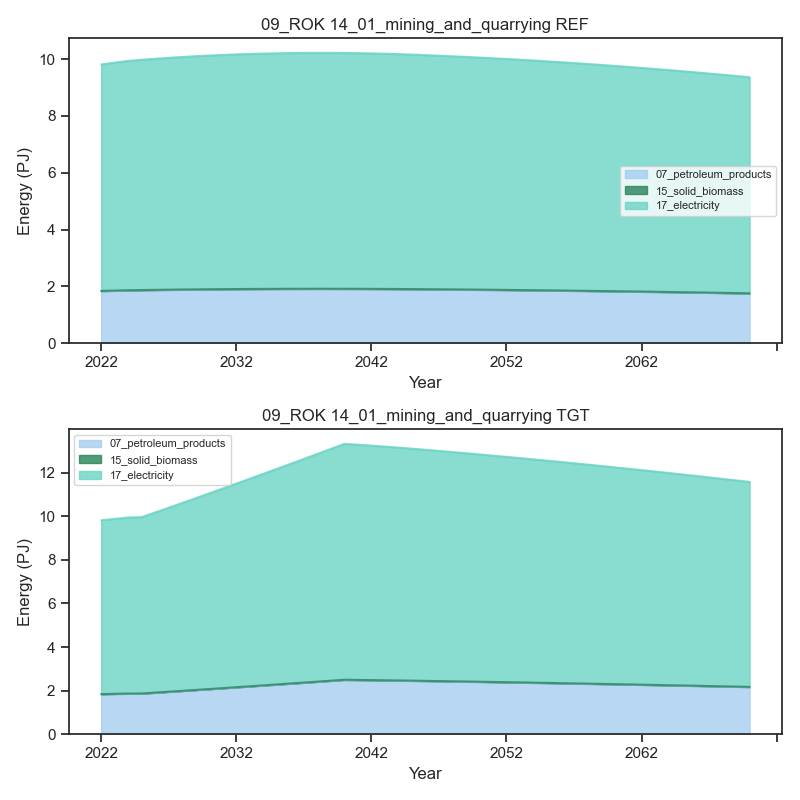 09_ROK 14_01_mining_and_quarrying REF
10
8
6
4
2
0
Energy (PJ)
07_petroleum_products
15_solid_biomass
17_electricity
2022 2032 2042 2052 2062
Year
09_ROK 14_01_mining_and_quarrying TGT
12
10
8
6
4
2
0
Energy (PJ)
07_petroleum_products
15_solid_biomass
17_electricity
2022 2032 2042 2052 2062
Year